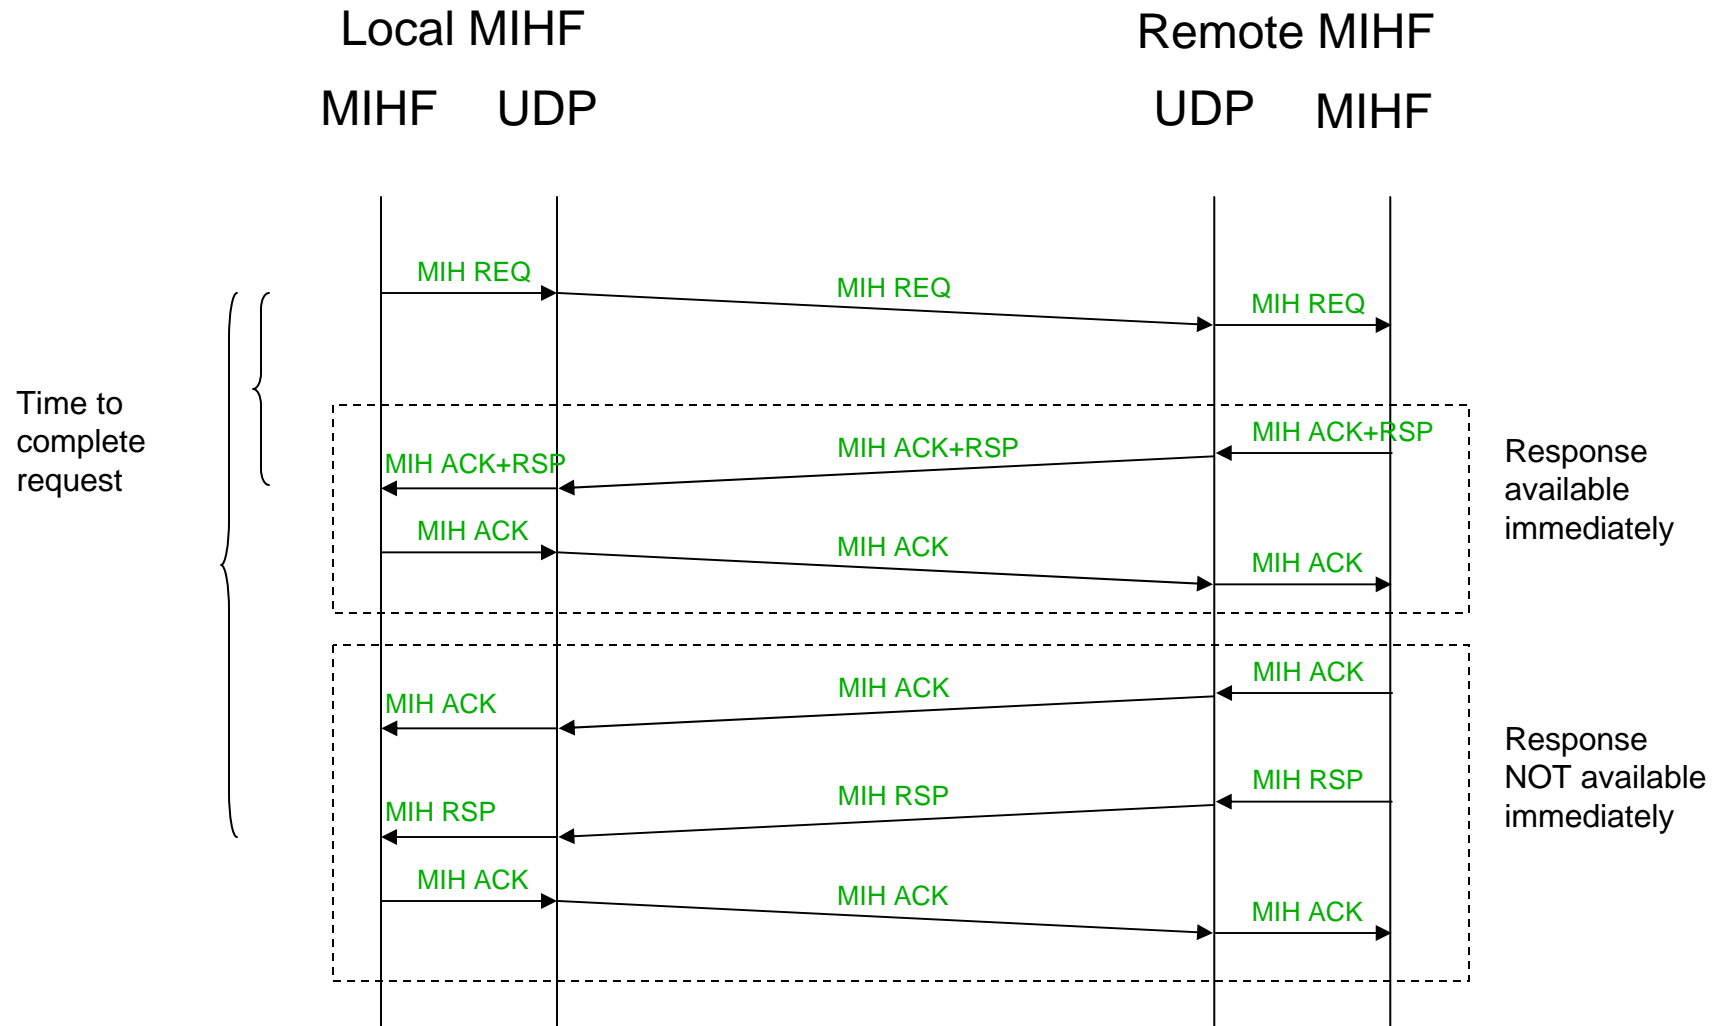 Local MIHF
Remote MIHF
MIHF
UDP
UDP
MIHF
MIH REQ
MIH REQ
MIH REQ
Time to
complete
request
MIH ACK+RSP
MIH ACK+RSP
MIH ACK+RSP
MIH ACK
MIH ACK
MIH ACK
Response
available
immediately
MIH ACK
MIH ACK
MIH ACK
MIH RSP
MIH RSP
MIH RSP
MIH ACK
MIH ACK
MIH ACK
Response
NOT available
immediately